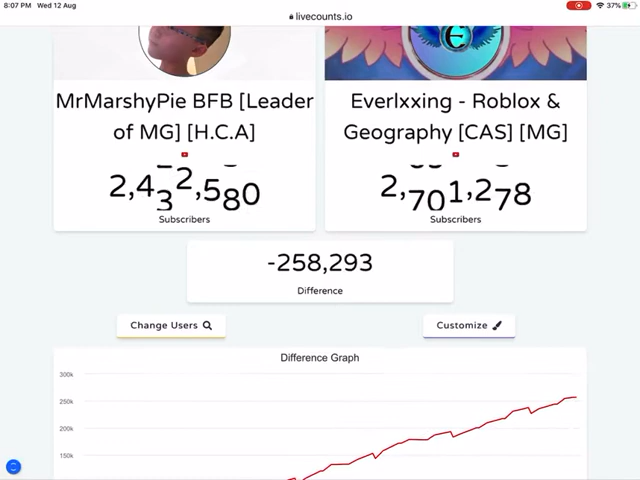 8:07 PM Wed 12 Aug
37%
livecounts.io
MrMarshyPie BFB [Leader
of MG] [H.C.A]
Everlxxing - Roblox &
Geography [CAS] [MG]
Subscribers
Subscribers
-258,293
Difference
Change Users
Customize
Difference Graph
300k
250k
200k
150k